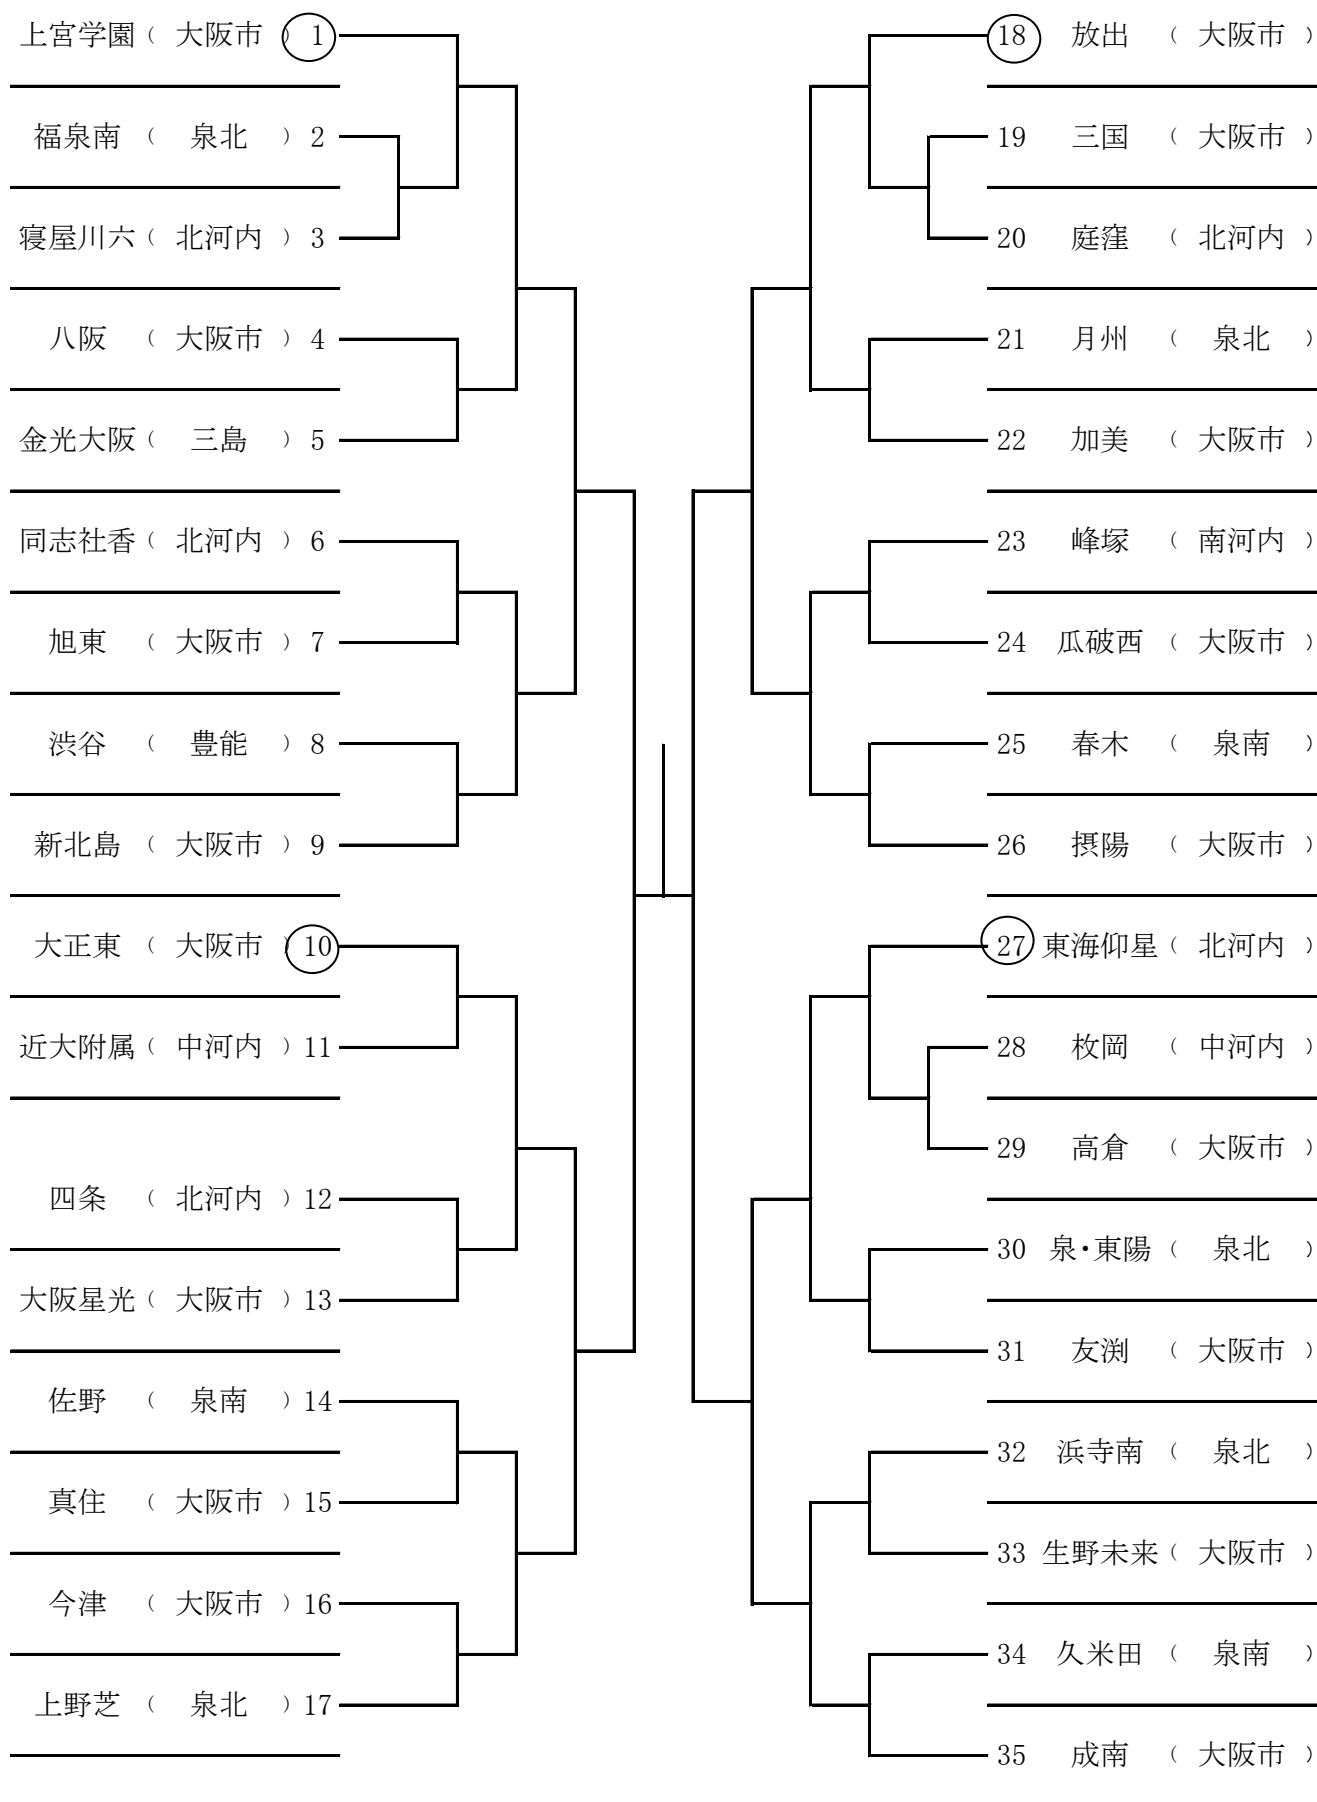 上宮学園（ 大阪市 ）1
福泉南（ 泉北 ）2
寝屋川六（ 北河内 ）3
八阪（ 大阪市 ）4
金光大阪（ 三島 ）5
同志社香（ 北河内 ）6
旭東（ 大阪市 ）7
渋谷（ 豊能 ）8
新北島（ 大阪市 ）9
大正東（ 大阪市 ）10
近大附属（ 中河内 ）11
四条（ 北河内 ）12
大阪星光（ 大阪市 ）13
佐野（ 泉南 ）14
真住（ 大阪市 ）15
今津（ 大阪市 ）16
上野芝（ 泉北 ）17
18 放出（ 大阪市 ）
19 三国（ 大阪市 ）
20 庭窪（ 北河内 ）
21 月州（ 泉北 ）
22 加美（ 大阪市 ）
23 峰塚（ 南河内 ）
24 瓜破西（ 大阪市 ）
25 春木（ 泉南 ）
26 摂陽（ 大阪市 ）
27 東海仰星（ 北河内 ）
28 枚岡（ 中河内 ）
29 高倉（ 大阪市 ）
30 泉・東陽（ 泉北 ）
31 友渕（ 大阪市 ）
32 浜寺南（ 泉北 ）
33 生野未来（ 大阪市 ）
34 久米田（ 泉南 ）
35 成南（ 大阪市 ）